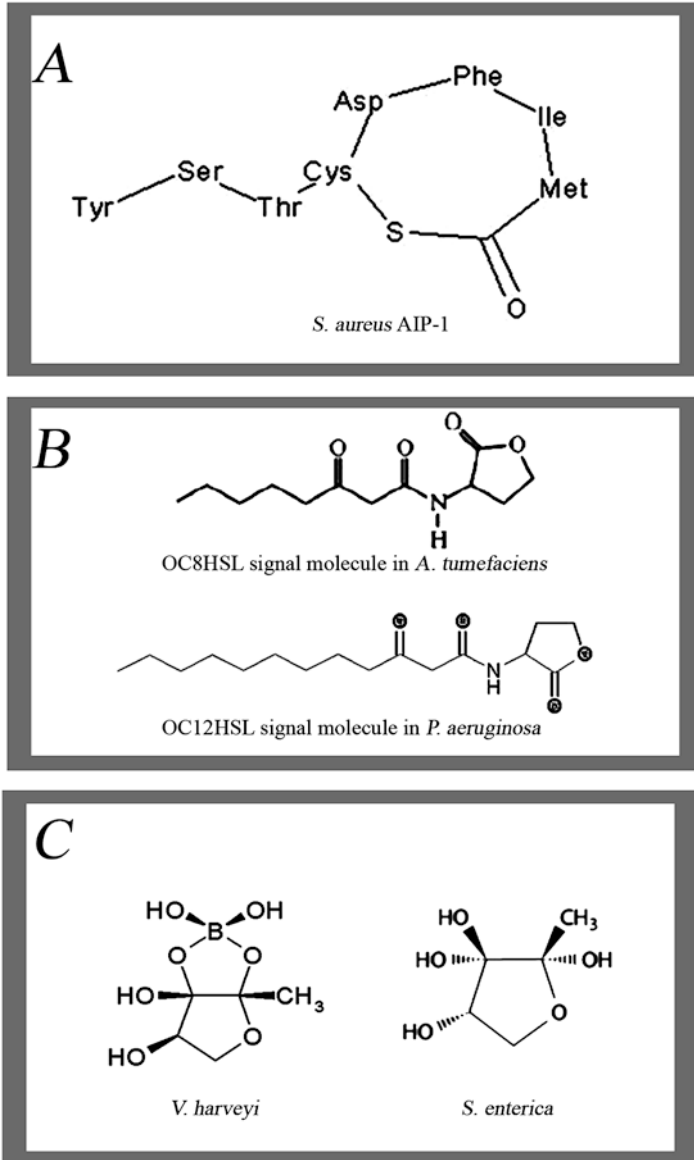 A
Asp Phe Ile
Tyr Ser Thr Cys Met
S
O
S. aureus AIP-1
B
O O O O
N
H
OC8HSL signal molecule in A. tumefaciens
N
H
OC12HSL signal molecule in P. aeruginosa
C
HO OH HO CH₃
B
O O HO OH
HO CH₃ O
HO O HO
V. harveyi S. enterica